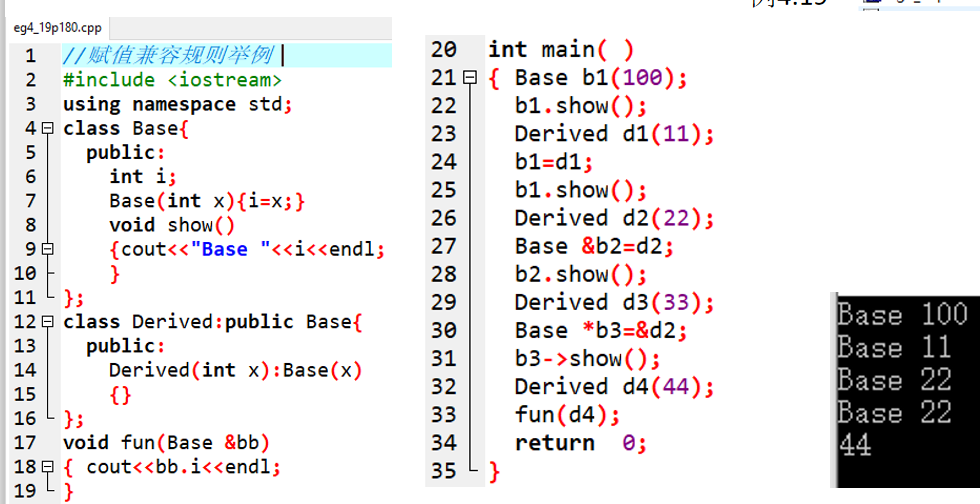 eg4_19p180.cpp
1 //赋值兼容规则举例
2 #include <iostream>
3 using namespace std;
4 class Base{
5 public:
6 int i;
7 Base(int x){i=x;}
8 void show()
9 {cout<<"Base "<<i<<endl;
10 }
11 };
12 class Derived:public Base{
13 public:
14 Derived(int x):Base(x)
15 {}
16 };
17 void fun(Base &bb)
18 { cout<<bb.i<<endl;
19 }
20 int main( )
21 { Base b1(100);
22 b1.show();
23 Derived d1(11);
24 b1=d1;
25 b1.show();
26 Derived d2(22);
27 Base &b2=d2;
28 b2.show();
29 Derived d3(33);
30 Base *b3=&d2;
31 b3->show();
32 Derived d4(44);
33 fun(d4);
34 return 0;
35 }
Base 100
Base 11
Base 22
Base 22
44